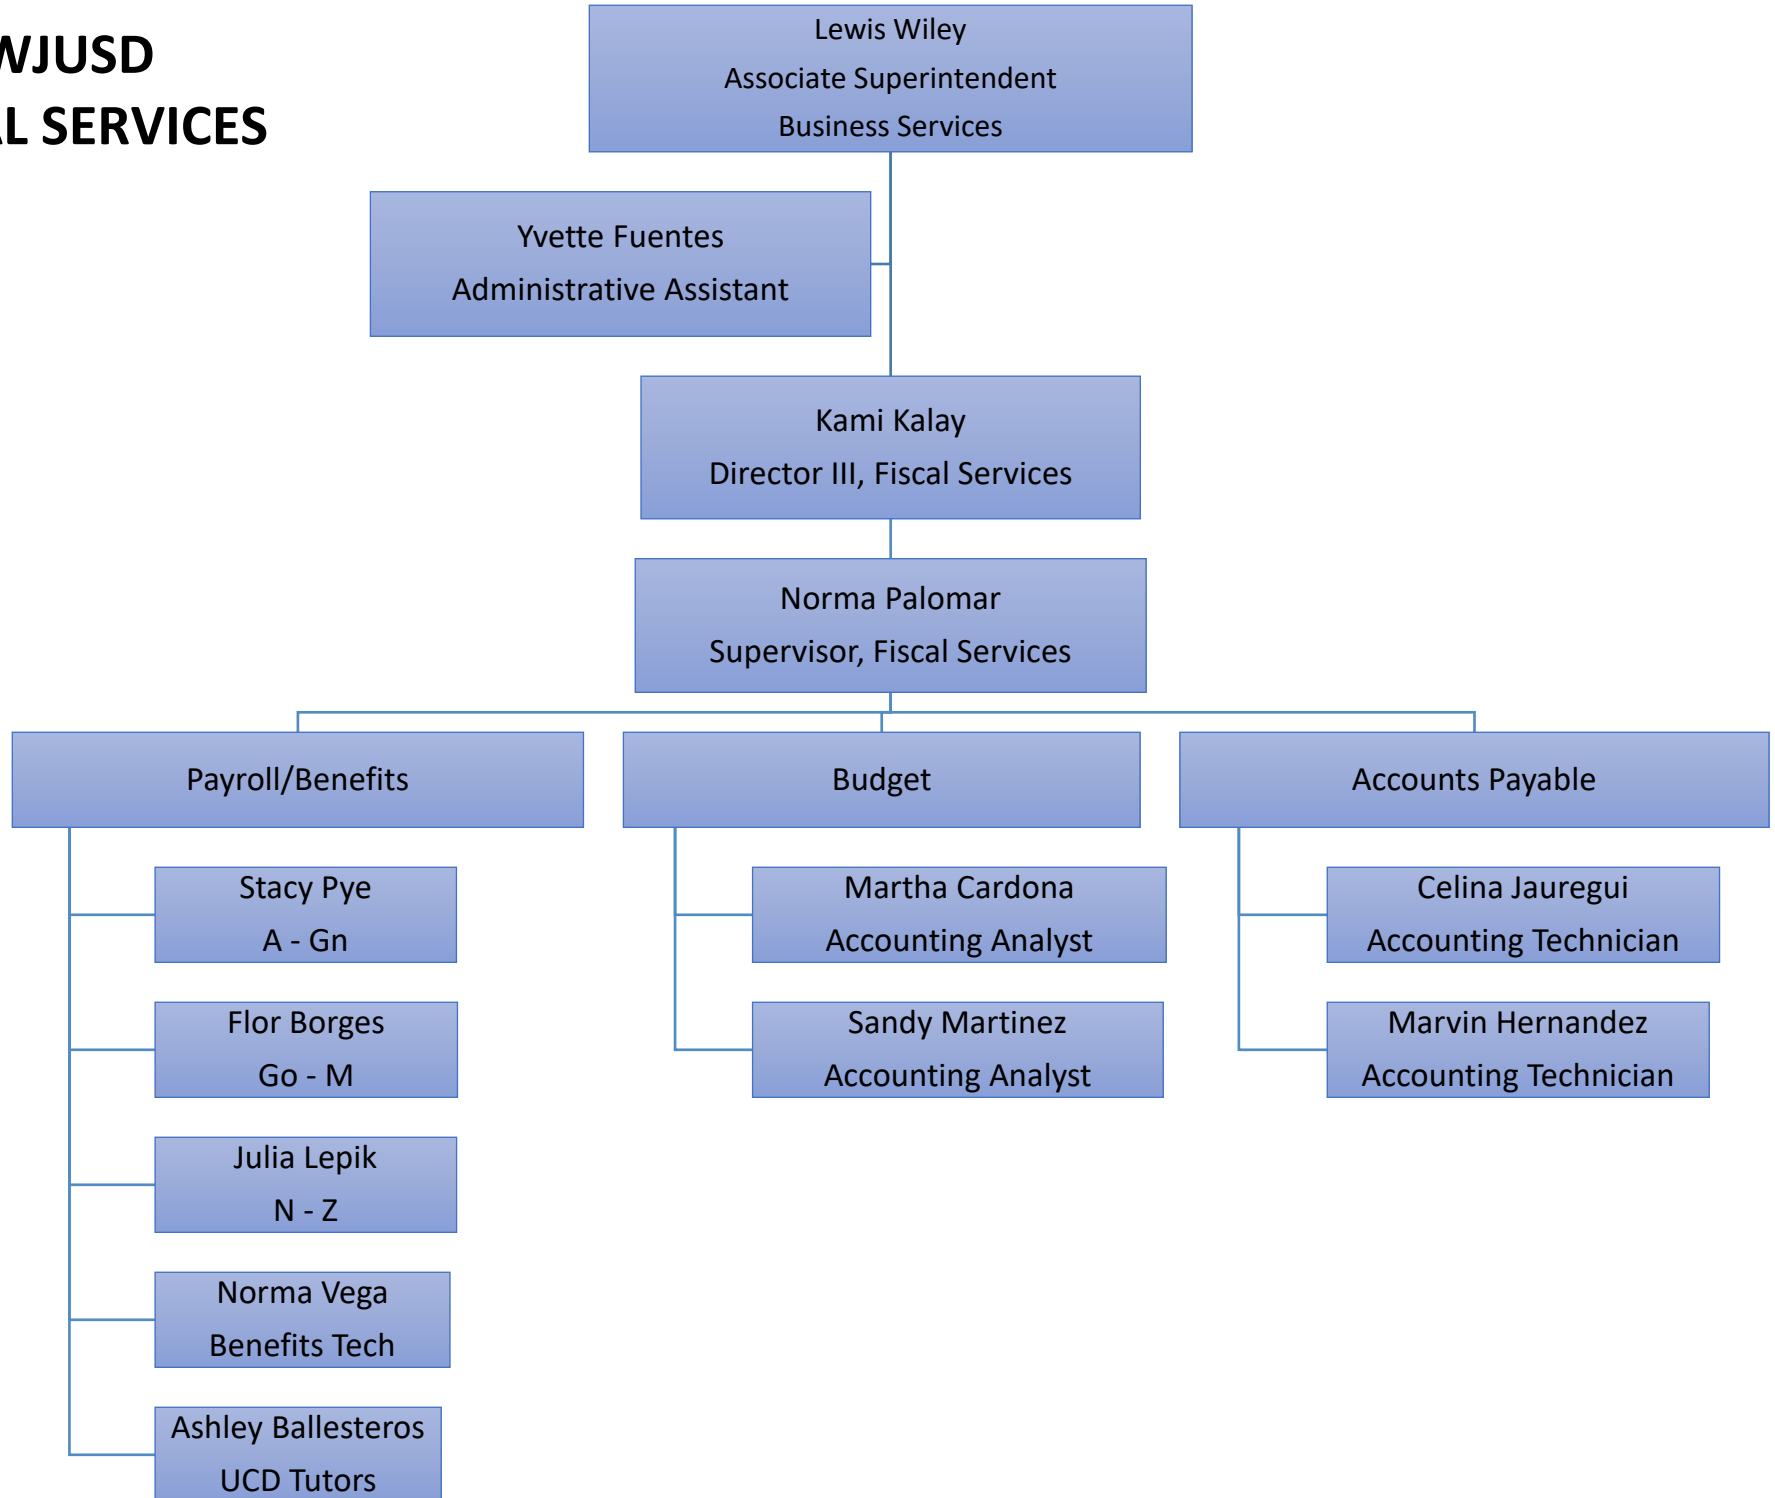 WJUSD
SERVICES
Lewis Wiley
Associate Superintendent
Business Services
Yvette Fuentes
Administrative Assistant
Kami Kalay
Director III, Fiscal Services
Norma Palomar
Supervisor, Fiscal Services
Payroll/Benefits
Stacy Pye
A - Gn
Flor Borges
Go - M
Julia Lepik
N - Z
Norma Vega
Benefits Tech
Ashley Ballesteros
UCD Tutors
Budget
Martha Cardona
Accounting Analyst
Sandy Martinez
Accounting Analyst
Accounts Payable
Celina Jauregui
Accounting Technician
Marvin Hernandez
Accounting Technician